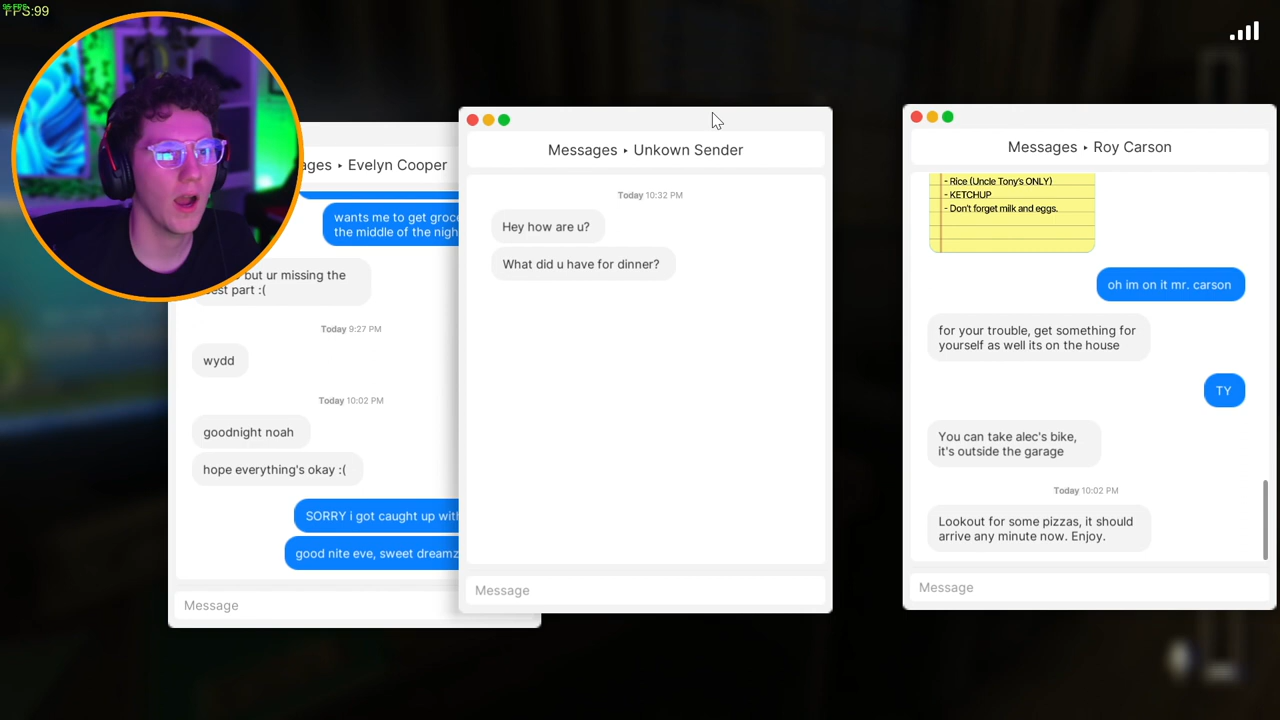 FPS:99
ages ▸ Evelyn Cooper
wants me to get groce
the middle of the nigh
but ur missing the
est part :(
Today 9:27 PM
wydd
Today 10:02 PM
goodnight noah
hope everything's okay :(
SORRY i got caught up with
good nite eve, sweet dreamz
Message
Messages ▸ Unkown Sender
Today 10:32 PM
Hey how are u?
What did u have for dinner?
Message
Messages ▸ Roy Carson
- Rice (Uncle Tony's ONLY)
- KETCHUP
- Don't forget milk and eggs.
oh im on it mr. carson
for your trouble, get something for
yourself as well its on the house
TY
You can take alec's bike,
it's outside the garage
Today 10:02 PM
Lookout for some pizzas, it should
arrive any minute now. Enjoy.
Message